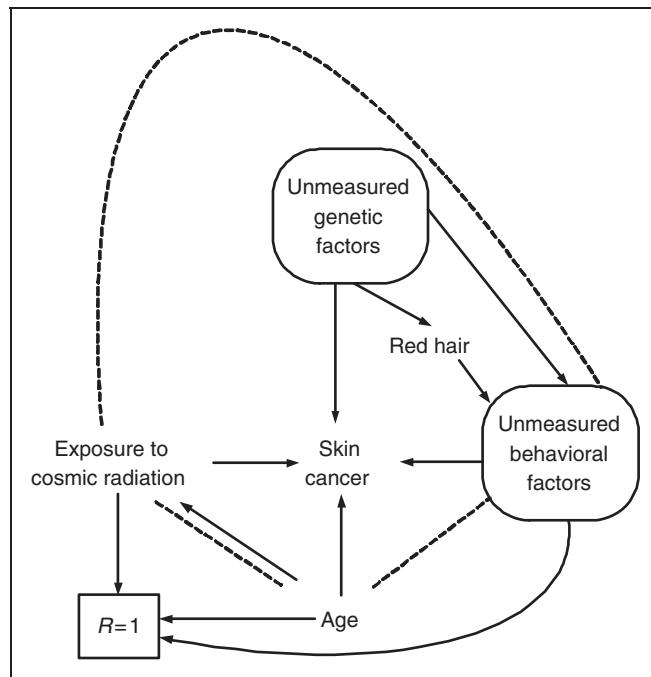 Unmeasured
genetic
factors
Red hair
Exposure to
cosmic radiation
Skin
cancer
Unmeasured
behavioral
factors
R=1
Age